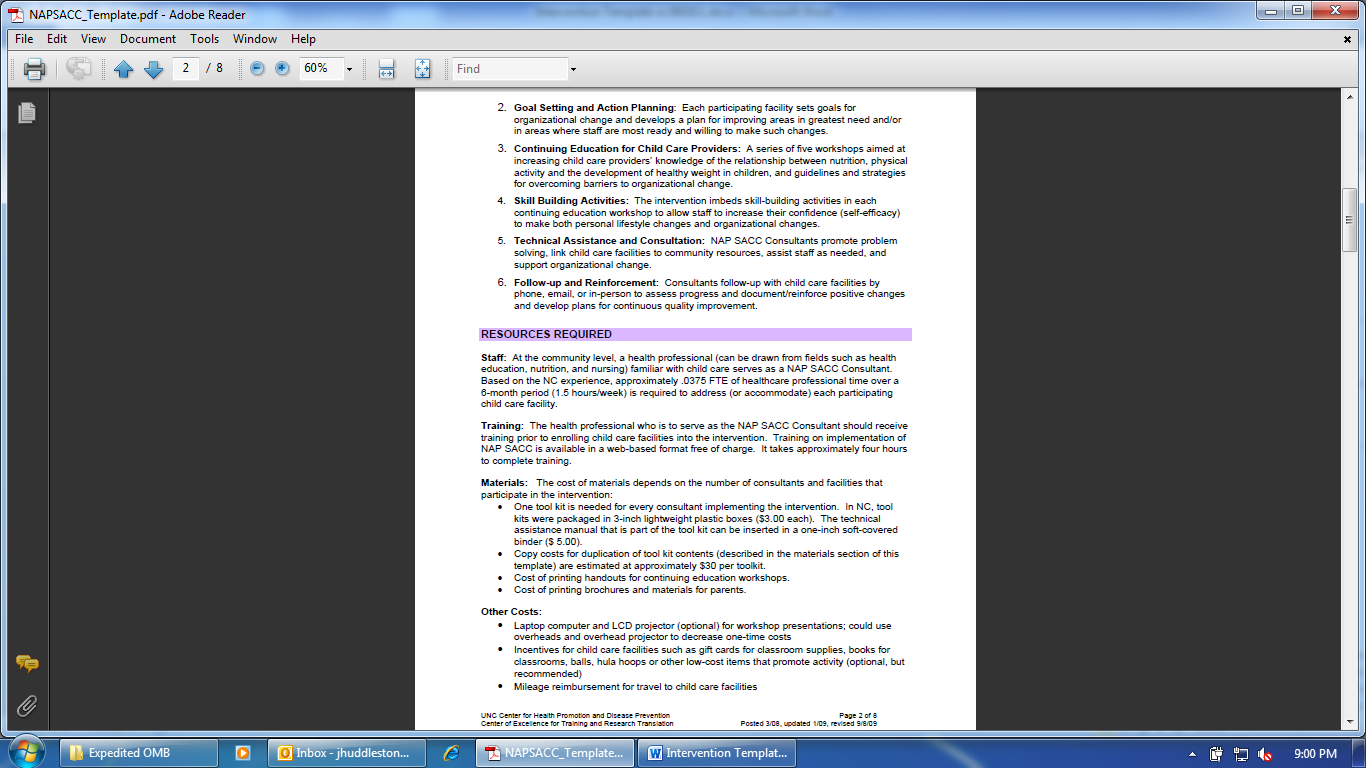 NAPSACC_Template.pdf - Adobe Reader
File Edit View Document Tools Window Help
2 / 8 60% Find
2. Goal Setting and Action Planning: Each participating facility sets goals for
organizational change and develops a plan for improving areas in greatest need and/or
in areas where staff are most ready and willing to make such changes.
3. Continuing Education for Child Care Providers: A series of five workshops aimed at
increasing child care providers' knowledge of the relationship between nutrition, physical
activity and the development of healthy weight in children, and guidelines and strategies
for overcoming barriers to organizational change.
4. Skill Building Activities: The intervention imbeds skill-building activities in each
continuing education workshop to allow staff to increase their confidence (self-efficacy)
to make both personal lifestyle changes and organizational changes.
5. Technical Assistance and Consultation: NAP SACC Consultants promote problem
solving, link child care facilities to community resources, assist staff as needed, and
support organizational change.
6. Follow-up and Reinforcement: Consultants follow-up with child care facilities by
phone, email, or in-person to assess progress and document/reinforce positive changes
and develop plans for continuous quality improvement.
RESOURCES REQUIRED
Staff: At the community level, a health professional (can be drawn from fields such as health
education, nutrition, and nursing) familiar with child care serves as a NAP SACC Consultant.
Based on the NC experience, approximately .0375 FTE of healthcare professional time over a
6-month period (1.5 hours/week) is required to address (or accommodate) each participating
child care facility.
Training: The health professional who is to serve as the NAP SACC Consultant should receive
training prior to enrolling child care facilities into the intervention. Training on implementation of
NAP SACC is available in a web-based format free of charge. It takes approximately four hours
to complete training.
Materials: The cost of materials depends on the number of consultants and facilities that
participate in the intervention:
• One tool kit is needed for every consultant implementing the intervention. In NC, tool
kits were packaged in 3-inch lightweight plastic boxes ($3.00 each). The technical
assistance manual that is part of the tool kit can be inserted in a one-inch soft-covered
binder ($ 5.00).
• Copy costs for duplication of tool kit contents (described in the materials section of this
template) are estimated at approximately $30 per toolkit.
• Cost of printing handouts for continuing education workshops.
• Cost of printing brochures and materials for parents.
Other Costs:
• Laptop computer and LCD projector (optional) for workshop presentations; could use
overheads and overhead projector to decrease one-time costs
• Incentives for child care facilities such as gift cards for classroom supplies, books for
classrooms, balls, hula hoops or other low-cost items that promote activity (optional, but
recommended)
• Mileage reimbursement for travel to child care facilities
UNC Center for Health Promotion and Disease Prevention Page 2 of 8
Center of Excellence for Training and Research Translation Posted 3/08, updated 1/09, revised 9/8/09
Expedited OMB Inbox - jhuddleston... NAPSACC_Template... Intervention Templat... 9:00 PM